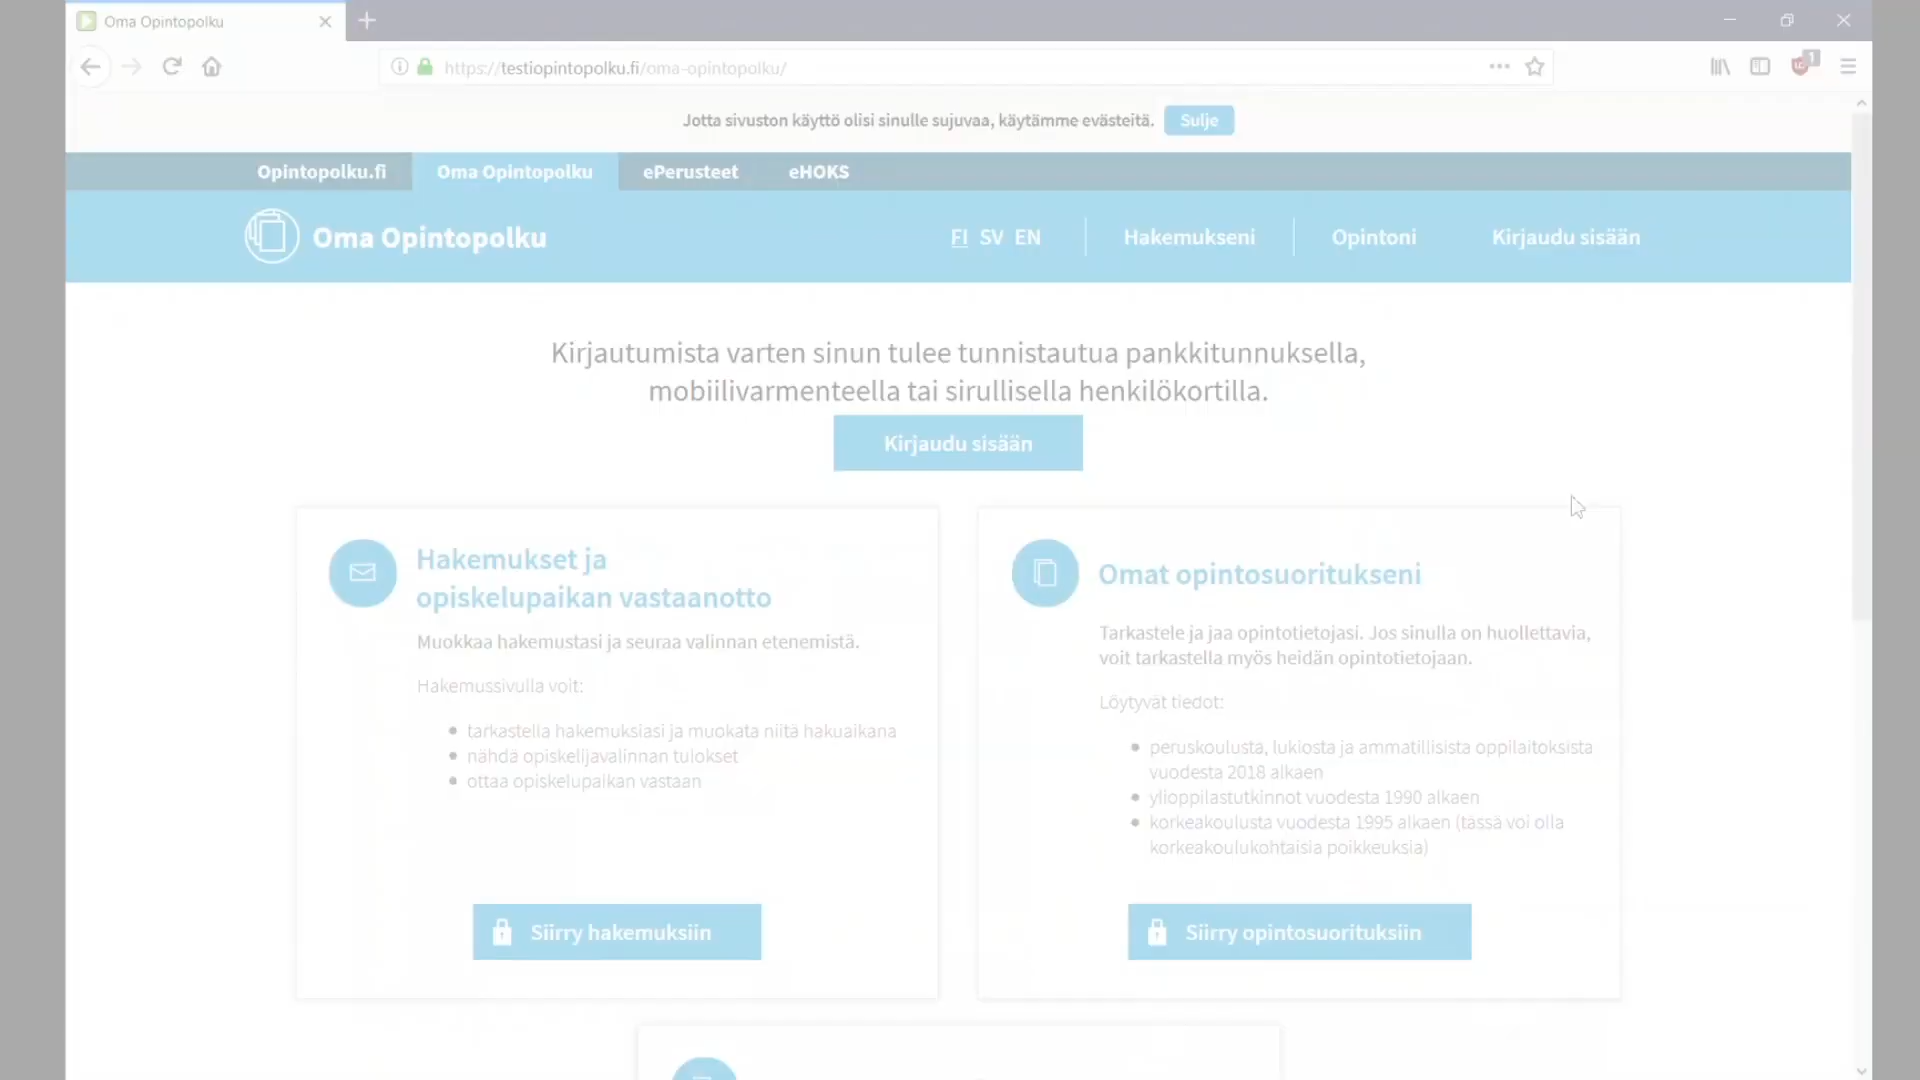 Oma Opintopolku
https://testiopintopolku.fi/oma-opintopolku/
1
Jotta sivuston käyttö olisi sinulle sujuvaa, käytämme evästeitä. Sulje
Opintopolku.fi Oma Opintopolku ePerusteet eHOKS
Oma Opintopolku FI SV EN Hakemukseni Opintoni Kirjaudu sisään
Kirjautumista varten sinun tulee tunnistautua pankkitunnuksella,
mobiilivarmenteella tai sirullisella henkilökortilla.
Kirjaudu sisään
Hakemukset ja
opiskelupaikan vastaanotto
Muokkaa hakemustasi ja seuraa valinnan etenemistä.
Hakemussivulla voit:
tarkastella hakemuksiasi ja muokata niitä hakuaikana
nähdä opiskelijavalinnan tulokset
ottaa opiskelupaikan vastaan
Siirry hakemuksiin
Omat opintosuoritukseni
Tarkastele ja jaa opintotietojasi. Jos sinulla on huollettavia,
voit tarkastella myös heidän opintotietojaan.
Löytyvät tiedot:
peruskoulusta, lukiosta ja ammatillisista oppilaitoksista
vuodesta 2018 alkaen
ylioppilastutkinnot vuodesta 1990 alkaen
korkeakoulusta vuodesta 1995 alkaen (tässä voi olla
korkeakoulukohtaisia poikkeuksia)
Siirry opintosuorituksiin